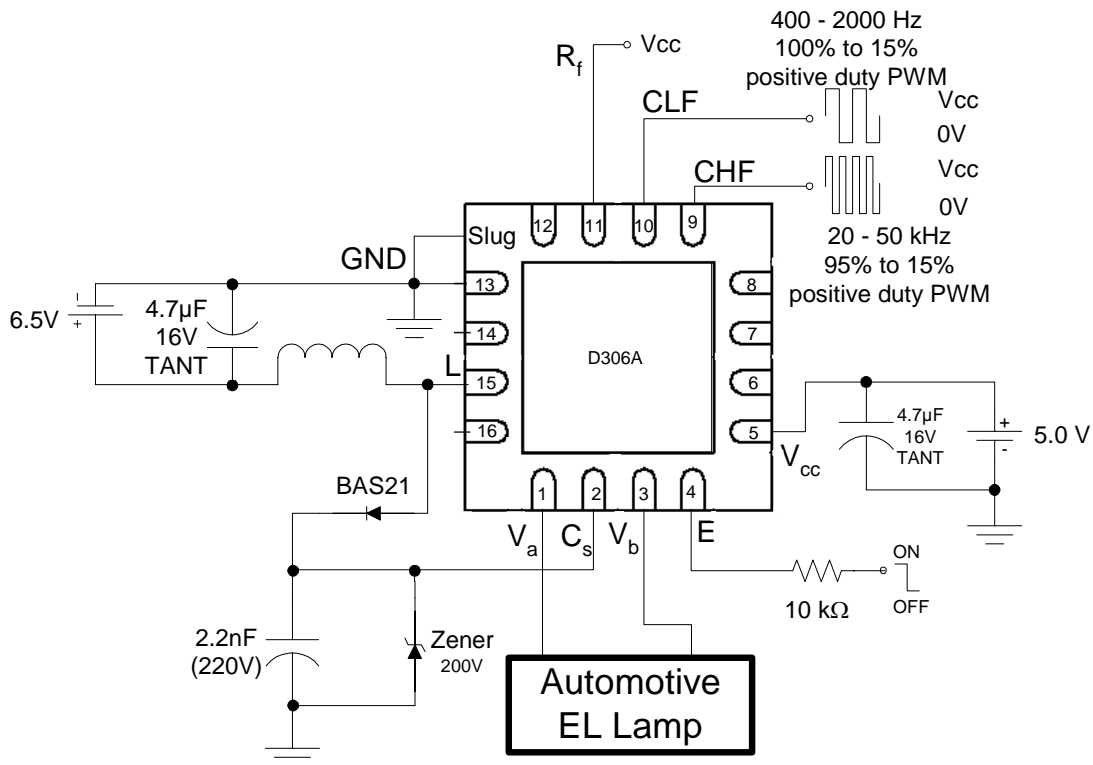 400 - 2000 Hz
100% to 15%
positive duty PWM
Vcc
0V
Rf
Vcc
CLF
CHF
Vcc
0V
20 - 50 kHz
95% to 15%
positive duty PWM
Slug
12
11
10
9
GND
13
14
15
16
8
7
6
5
D306A
6.5V
-
+
4.7µF
16V
TANT
L
Vcc
4.7µF
16V
TANT
+
-
5.0 V
1
2
3
4
BAS21
Va
Cs
Vb
E
ON
OFF
10 kΩ
2.2nF
(220V)
Zener
200V
Automotive
EL Lamp